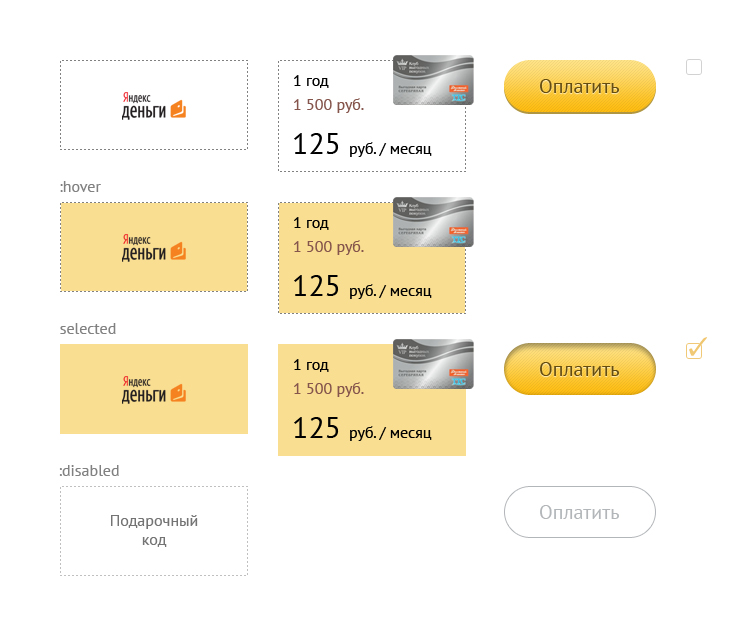 Яндекс
деньги
1 год
1 500 руб.
125 руб. / месяц
Оплатить
:hover
Яндекс
деньги
1 год
1 500 руб.
125 руб. / месяц
selected
Яндекс
деньги
1 год
1 500 руб.
125 руб. / месяц
Оплатить
:disabled
Подарочный
код
Оплатить